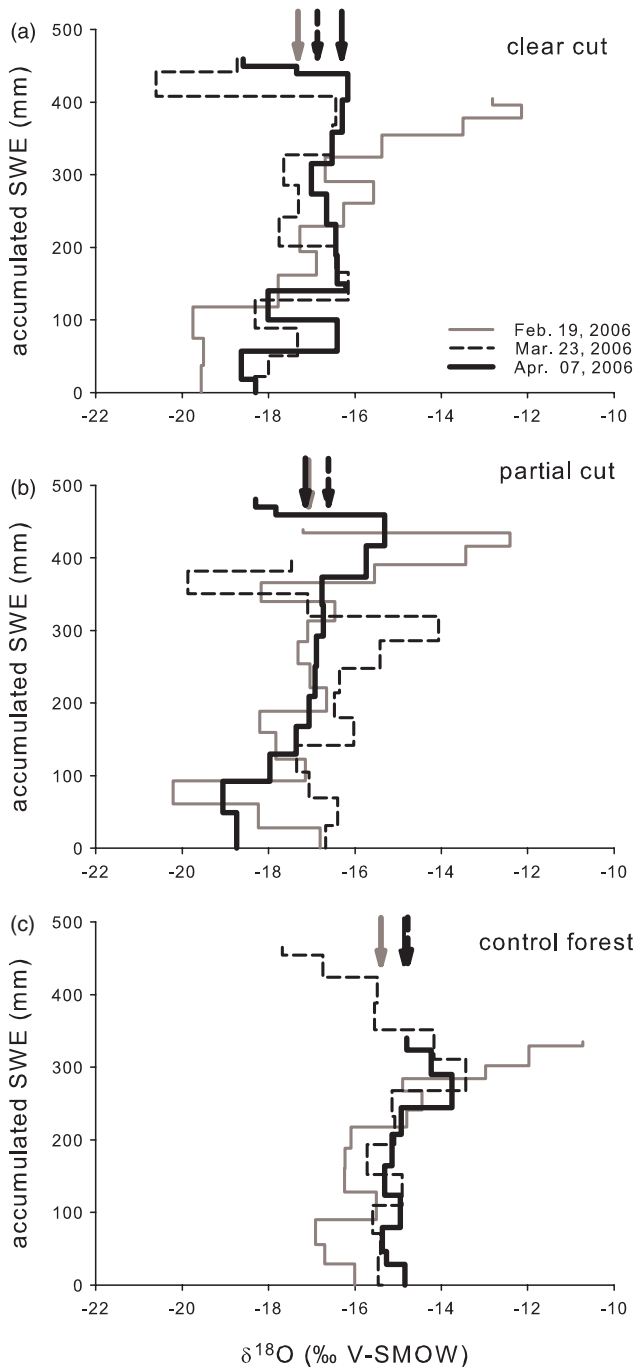 (a)
clear cut
500
400
300
200
100
0
accumulated SWE (mm)
Feb. 19, 2006
Mar. 23, 2006
Apr. 07, 2006
-22 -20 -18 -16 -14 -12 -10
(b)
partial cut
500
400
300
200
100
0
accumulated SWE (mm)
-22 -20 -18 -16 -14 -12 -10
(c)
control forest
500
400
300
200
100
0
accumulated SWE (mm)
-22 -20 -18 -16 -14 -12 -10
δ¹⁸O (‰ V-SMOW)